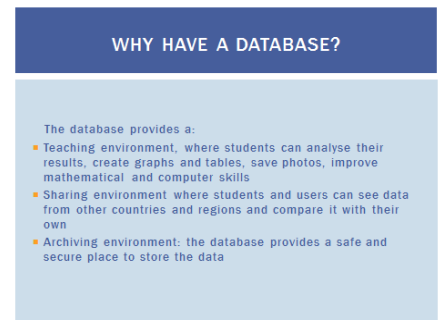 WHY HAVE A DATABASE?
The database provides a:
Teaching environment, where students can analyse their
results, create graphs and tables, save photos, improve
mathematical and computer skills
Sharing environment where students and users can see data
from other countries and regions and compare it with their
own
Archiving environment: the database provides a safe and
secure place to store the data